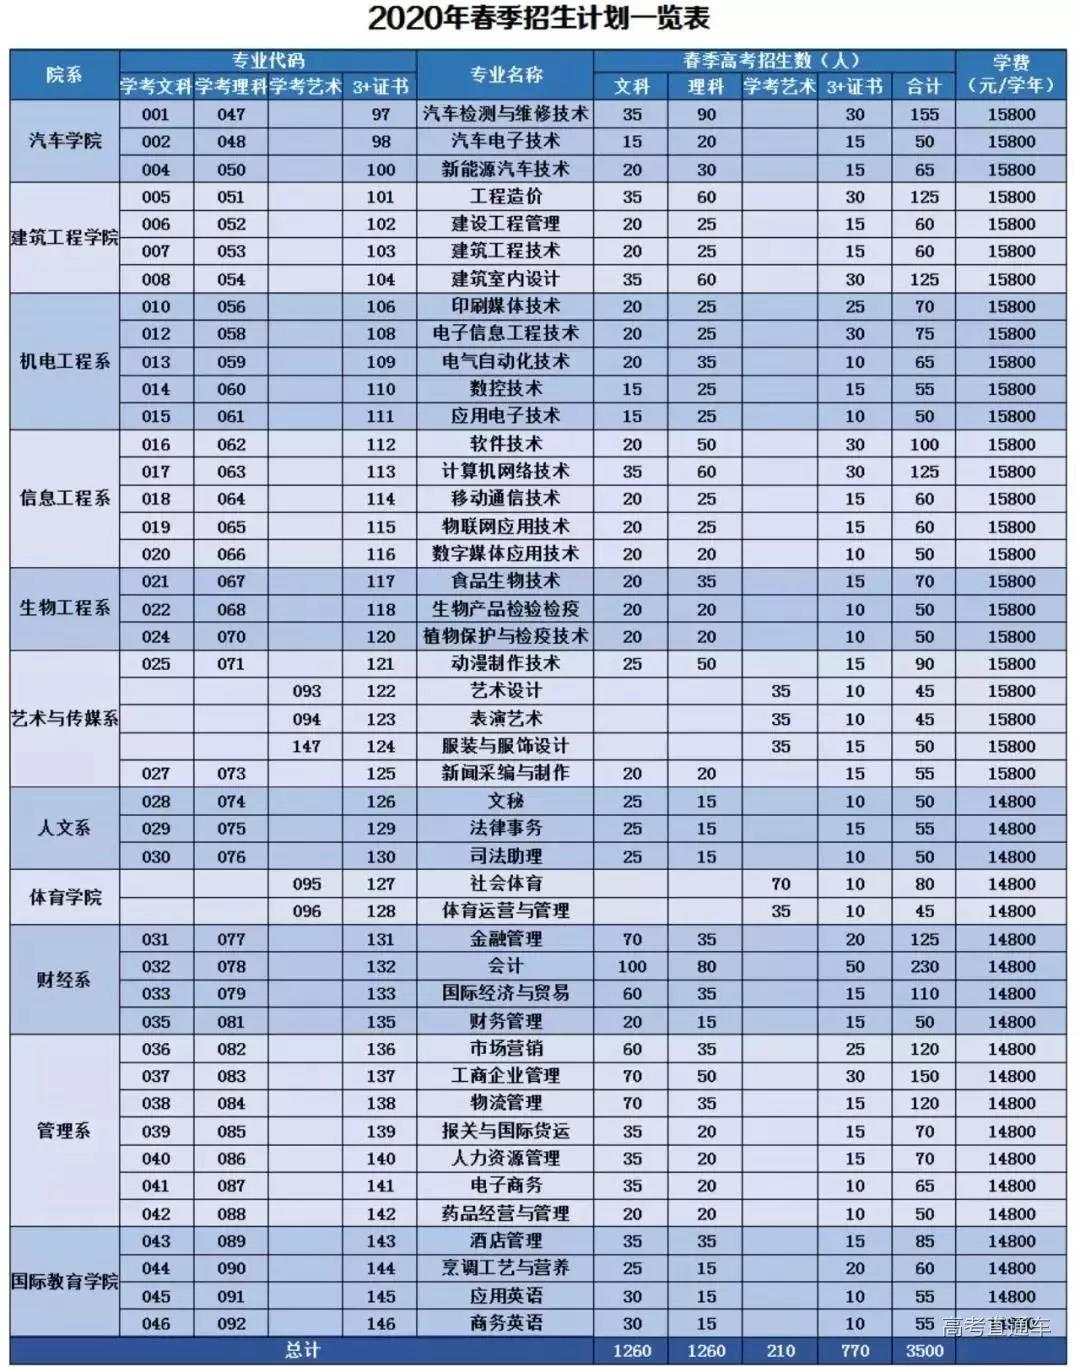 2020年春季招生计划一览表
院系 专业代码 专业名称 春季高考招生数（人） 学费（元/学年）
学考文科 学考理科 学考艺术 3+证书 文科 理科 学考艺术 3+证书 合计
汽车学院 001 047 97 汽车检测与维修技术 35 90 30 155 15800
002 048 98 汽车电子技术 15 20 15 50 15800
004 050 100 新能源汽车技术 20 30 15 65 15800
建筑工程学院 005 051 101 工程造价 35 60 30 125 15800
006 052 102 建设工程管理 20 25 15 60 15800
007 053 103 建筑工程技术 20 25 15 60 15800
008 054 104 建筑室内设计 35 60 30 125 15800
机电工程系 010 056 106 印刷媒体技术 20 25 25 70 15800
012 058 108 电子信息工程技术 20 25 30 75 15800
013 059 109 电气自动化技术 20 35 10 65 15800
014 060 110 数控技术 15 25 15 55 15800
015 061 111 应用电子技术 15 25 10 50 15800
信息工程系 016 062 112 软件技术 20 50 30 100 15800
017 063 113 计算机网络技术 35 60 30 125 15800
018 064 114 移动通信技术 20 25 15 60 15800
019 065 115 物联网应用技术 20 25 15 60 15800
020 066 116 数字媒体应用技术 20 20 10 50 15800
生物工程系 021 067 117 食品生物技术 20 35 15 70 15800
022 068 118 生物产品检验检疫 20 20 10 50 15800
024 070 120 植物保护与检疫技术 20 20 10 50 15800
艺术与传媒系 025 071 121 动漫制作技术 25 50 15 90 15800
093 122 艺术设计 35 10 45 15800
094 123 表演艺术 35 10 45 15800
147 124 服装与服饰设计 35 15 50 15800
027 073 125 新闻采编与制作 20 20 15 55 15800
人文系 028 074 126 文秘 25 15 10 50 14800
029 075 129 法律事务 25 15 15 55 14800
030 076 130 司法助理 25 15 10 50 14800
体育学院 095 127 社会体育 70 10 80 14800
096 128 体育运营与管理 35 10 45 14800
财经系 031 077 131 金融管理 70 35 20 125 14800
032 078 132 会计 100 80 50 230 14800
033 079 133 国际经济与贸易 60 35 15 110 14800
035 081 135 财务管理 20 15 15 50 14800
管理系 036 082 136 市场营销 60 35 25 120 14800
037 083 137 工商企业管理 70 50 30 150 14800
038 084 138 物流管理 70 35 15 120 14800
039 085 139 报关与国际货运 35 20 15 70 14800
040 086 140 人力资源管理 35 20 15 70 14800
041 087 141 电子商务 35 20 10 65 14800
042 088 142 药品经营与管理 20 20 10 50 14800
国际教育学院 043 089 143 酒店管理 35 35 15 85 14800
044 090 144 烹调工艺与营养 25 15 20 60 14800
045 091 145 应用英语 30 15 10 55 14800
046 092 146 商务英语 30 15 10 55
高考直通车
总计 1260 1260 210 770 3500